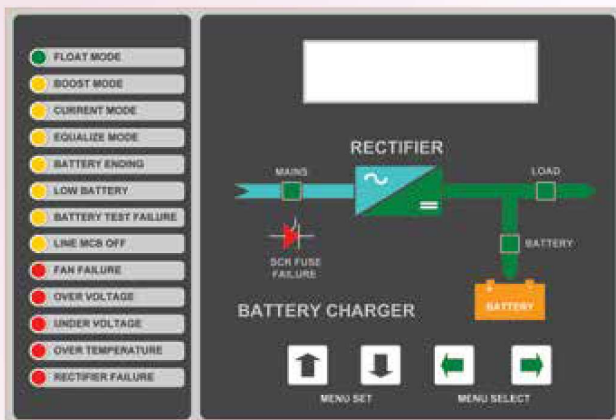 FLOAT MODE
BOOST MODE
CURRENT MODE
EQUALIZE MODE
BATTERY ENDING
LOW BATTERY
BATTERY TEST FAILURE
LINE MCB OFF
FAN FAILURE
OVER VOLTAGE
UNDER VOLTAGE
OVER TEMPERATURE
RECTIFIER FAILURE
RECTIFIER
MAINS
LOAD
SCR FUSE
FAILURE
BATTERY
BATTERY
BATTERY CHARGER
MENU SET
MENU SELECT